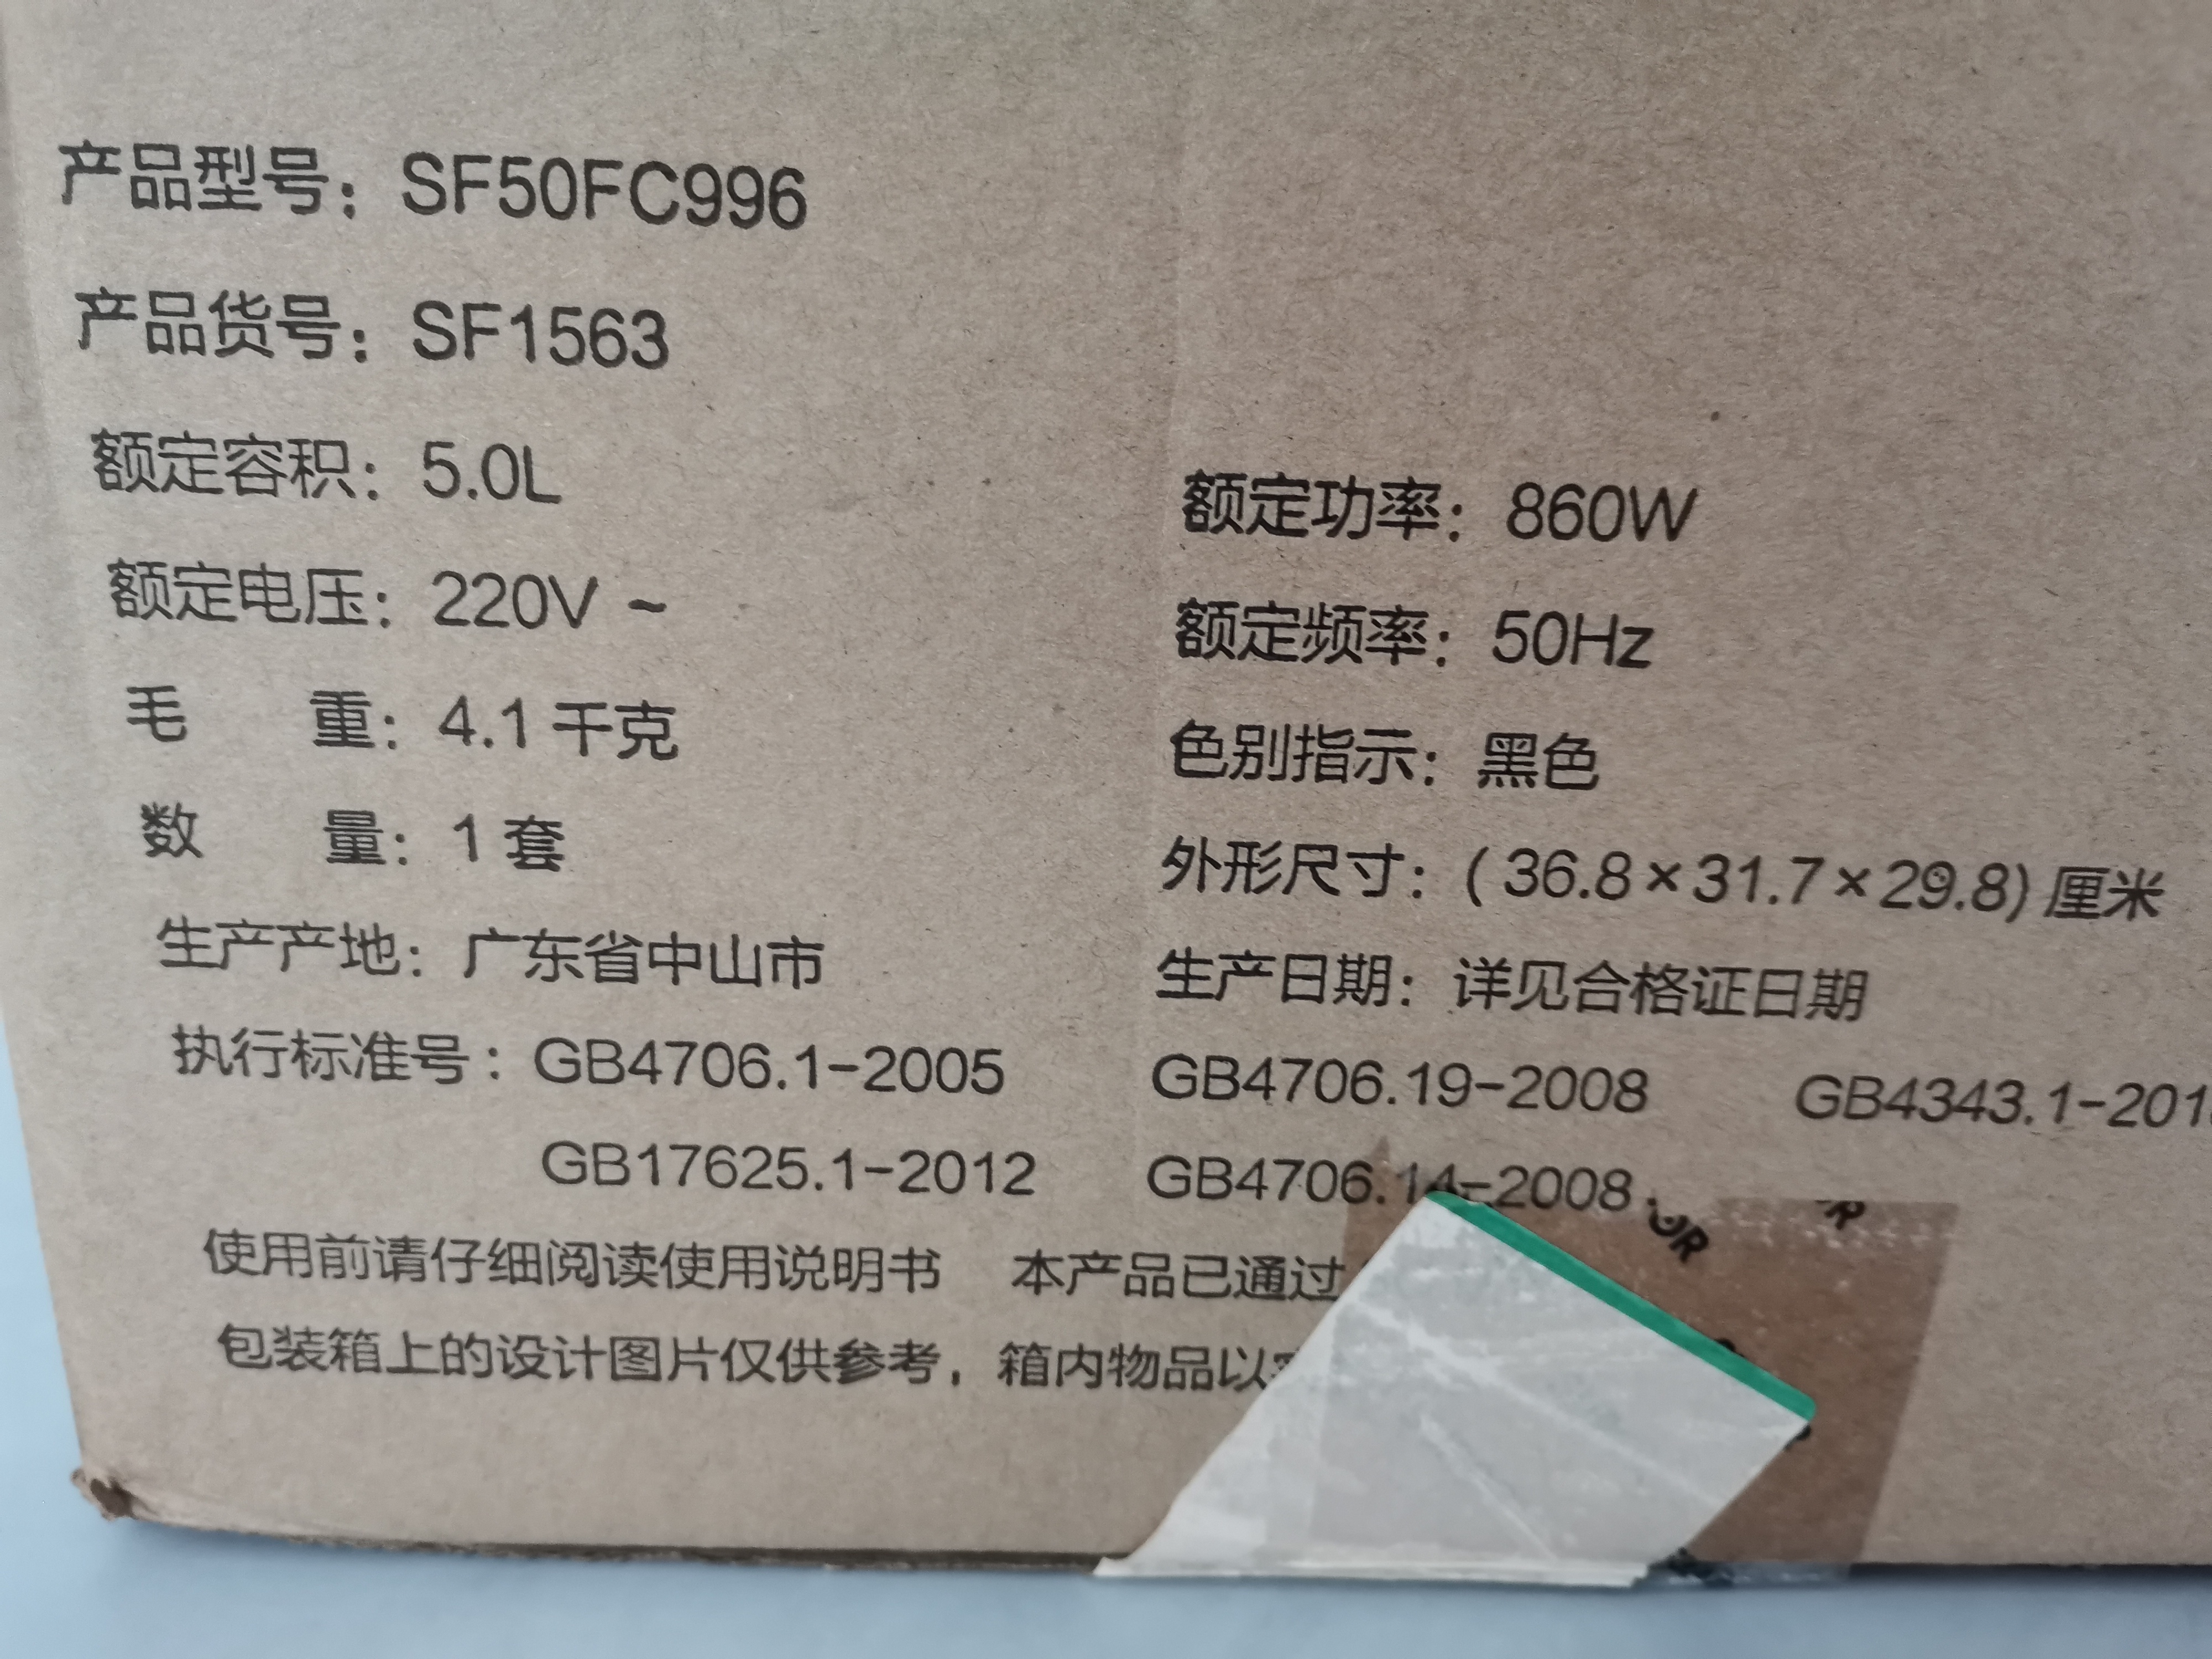 产品型号：SF50FC996
产品货号：SF1563
额定容积：5.0L 额定功率：860W
额定电压：220V ~ 额定频率：50Hz
毛 重：4.1 千克 色别指示：黑色
数 量：1 套 外形尺寸：( 36.8×31.7×29.8) 厘米
生产产地：广东省中山市 生产日期：详见合格证日期
执行标准号：GB4706.1-2005 GB4706.19-2008 GB4343.1-201
GB17625.1-2012 GB4706.14-2008
使用前请仔细阅读使用说明书 本产品已通过
包装箱上的设计图片仅供参考，箱内物品以